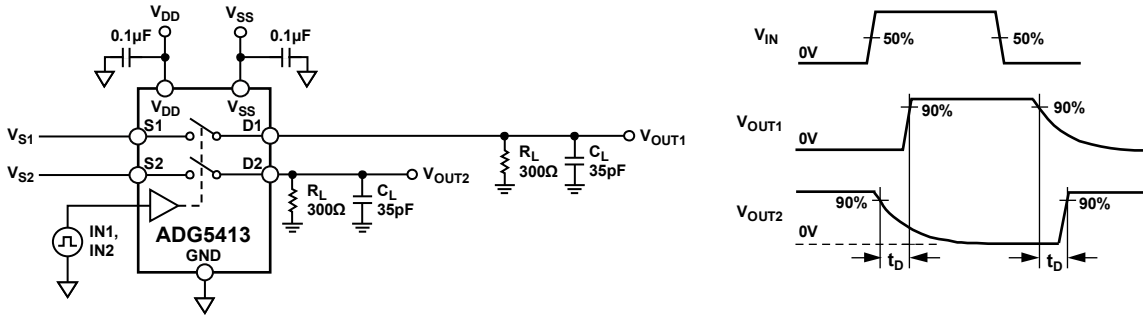 VDD
VSS
0.1µF
0.1µF
VDD
VSS
VS1
S1
D1
VOUT1
RL
300Ω
CL
35pF
VS2
S2
D2
VOUT2
RL
300Ω
CL
35pF
IN1,
IN2
ADG5413
GND
VIN
0V
50%
50%
VOUT1
0V
90%
90%
VOUT2
0V
90%
90%
tD
tD